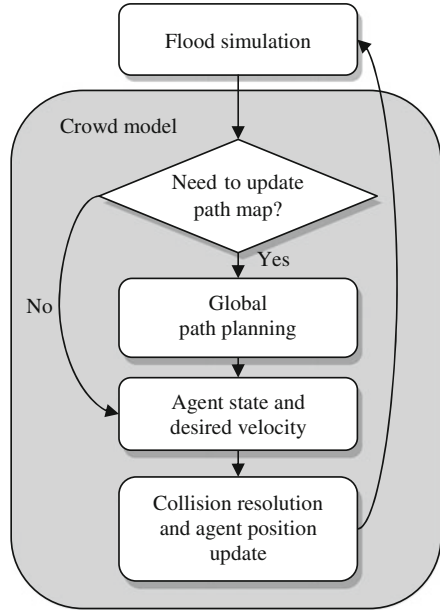 Flood simulation
Crowd model
Need to update
path map?
Yes
No
Global
path planning
Agent state and
desired velocity
Collision resolution
and agent position
update